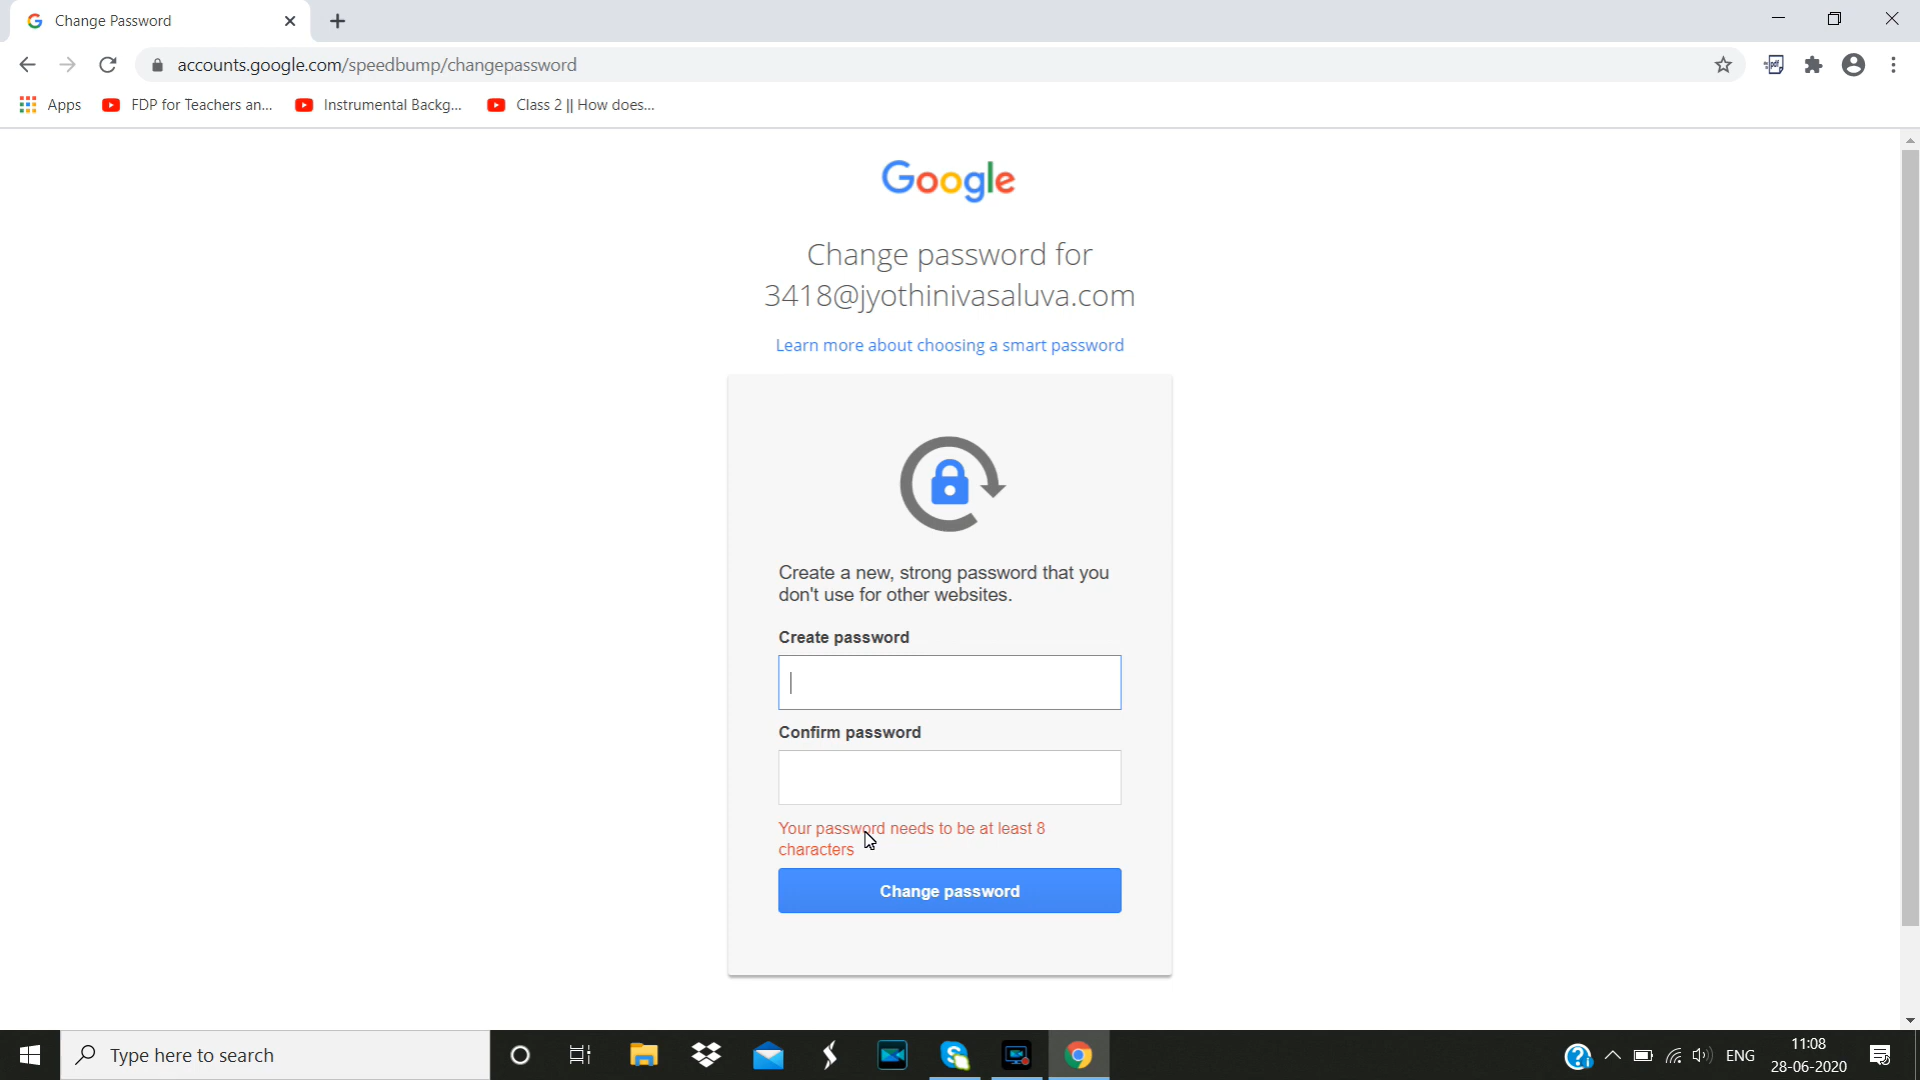 Change Password
accounts.google.com/speedbump/changepassword
Apps
FDP for Teachers an...
Instrumental Backg...
Class 2 || How does...
Google
Change password for
3418@jyothinivasaluva.com
Learn more about choosing a smart password
Create a new, strong password that you
don't use for other websites.
Create password
Confirm password
Your password needs to be at least 8
characters
Change password
Type here to search
ENG
11:08
28-06-2020